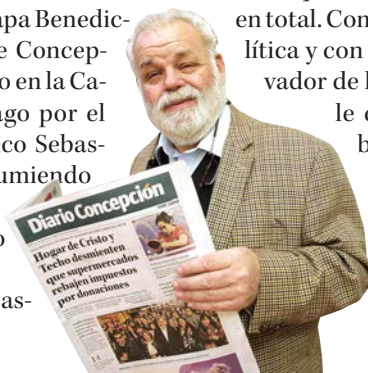 apa Benedic-
e Concep-
o en la Ca-
ago por el
ico Sebas-
umiendo
o
as-
en total. Con
lítica y con
vador de l
le
b
Diario Concepción
Hogar de Cristo y
Techo desmienten
que supermercados
rebajen impuestos
por donaciones